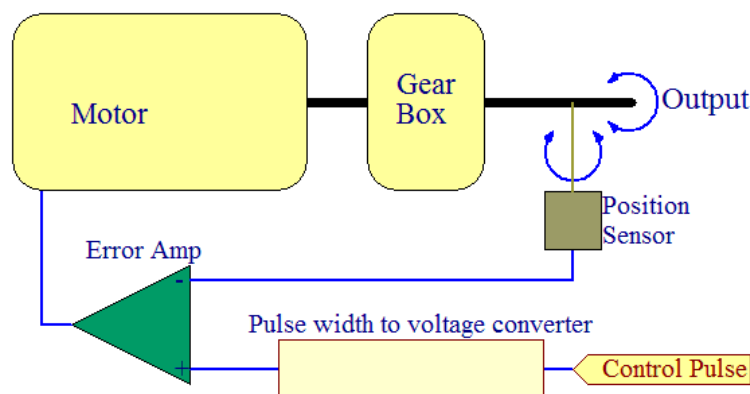 Motor
Gear
Box
Output
Position
Sensor
Error Amp
-
Pulse width to voltage converter
+
Control Pulse